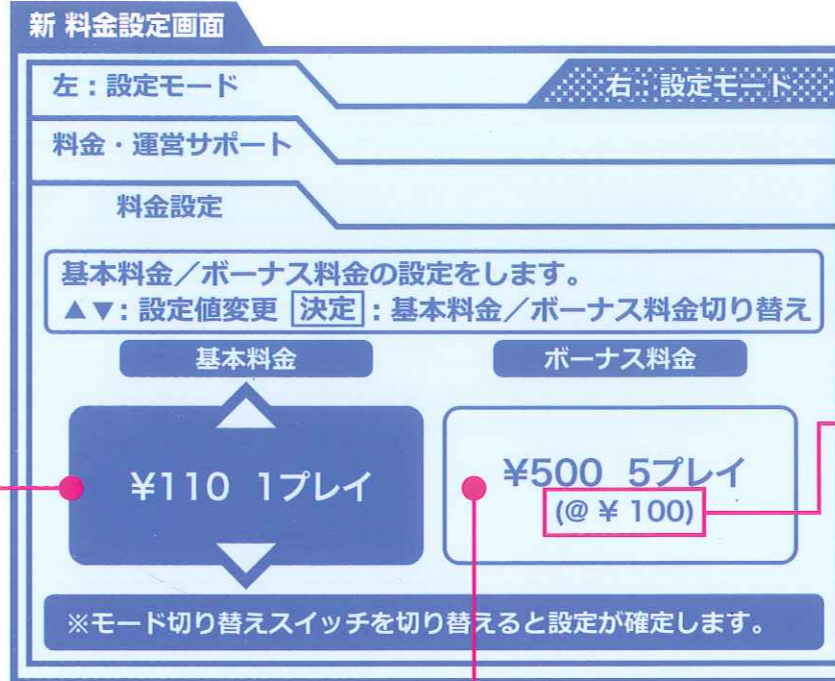 新 料金設定画面
左：設定モード
右：設定モード
料金・運営サポート
料金設定
基本料金／ボーナス料金の設定をします。
▲▼：設定値変更 決定：基本料金／ボーナス料金切り替え
基本料金
ボーナス料金
¥110 1プレイ
¥500 5プレイ
(@ ¥ 100)
※モード切り替えスイッチを切り替えると設定が確定します。